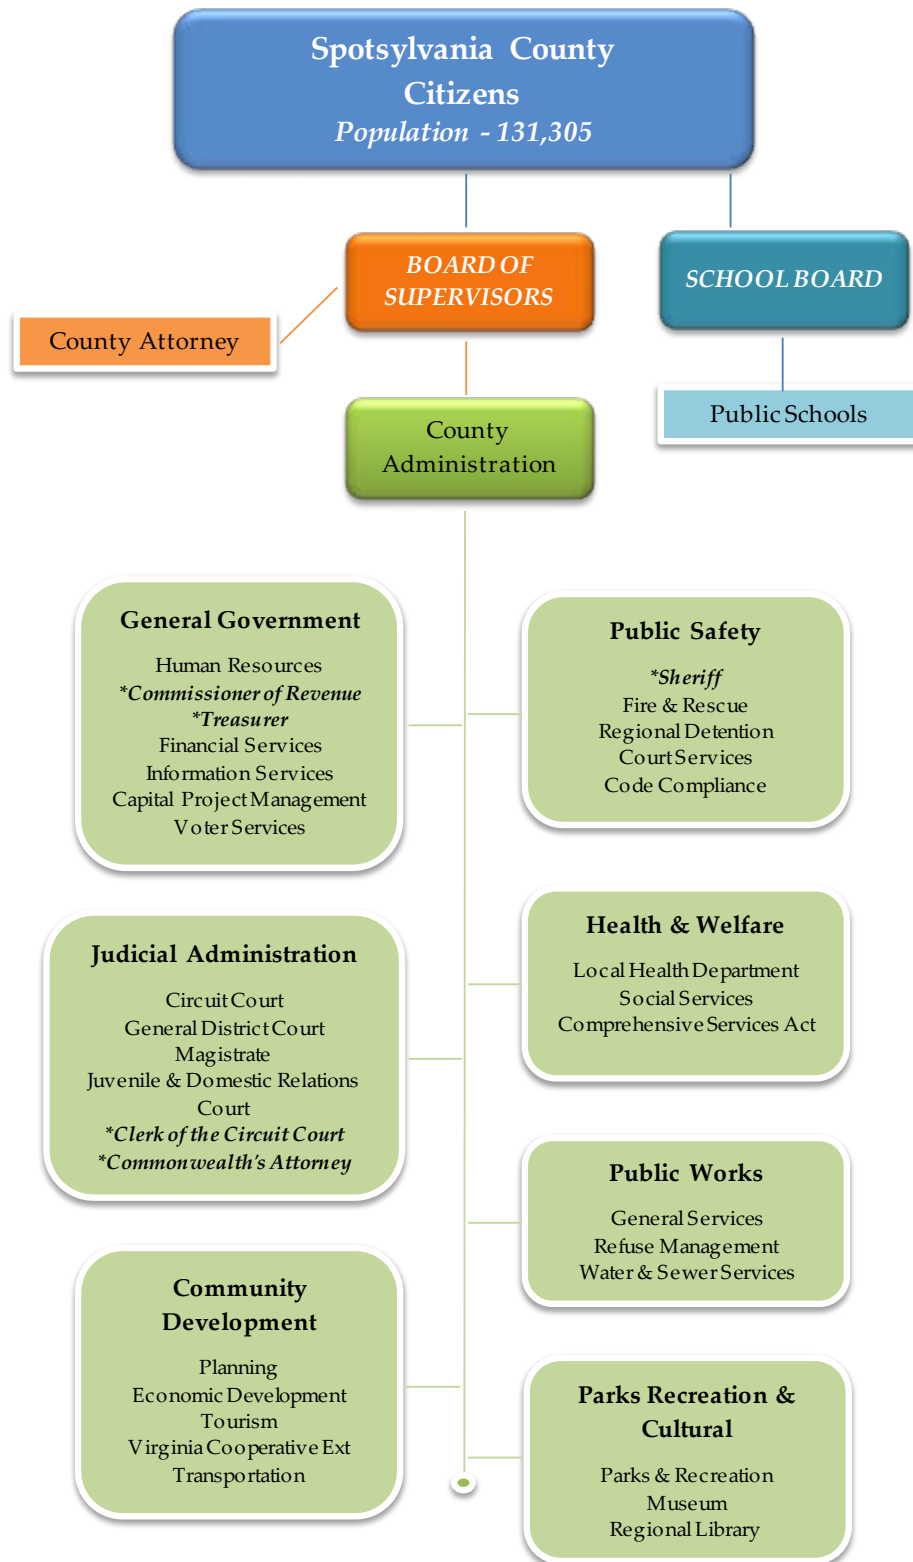 Spotsylvania County
Citizens
Population - 131,305
BOARD OF
SUPERVISORS
SCHOOL BOARD
County Attorney
Public Schools
County
Administration
General Government
Human Resources
*Commissioner of Revenue
*Treasurer
Financial Services
Information Services
Capital Project Management
Voter Services
Public Safety
*Sheriff
Fire & Rescue
Regional Detention
Court Services
Code Compliance
Judicial Administration
Circuit Court
General District Court
Magistrate
Juvenile & Domestic Relations
Court
*Clerk of the Circuit Court
*Commonwealth's Attorney
Health & Welfare
Local Health Department
Social Services
Comprehensive Services Act
Public Works
General Services
Refuse Management
Water & Sewer Services
Community
Development
Planning
Economic Development
Tourism
Virginia Cooperative Ext
Transportation
Parks Recreation &
Cultural
Parks & Recreation
Museum
Regional Library